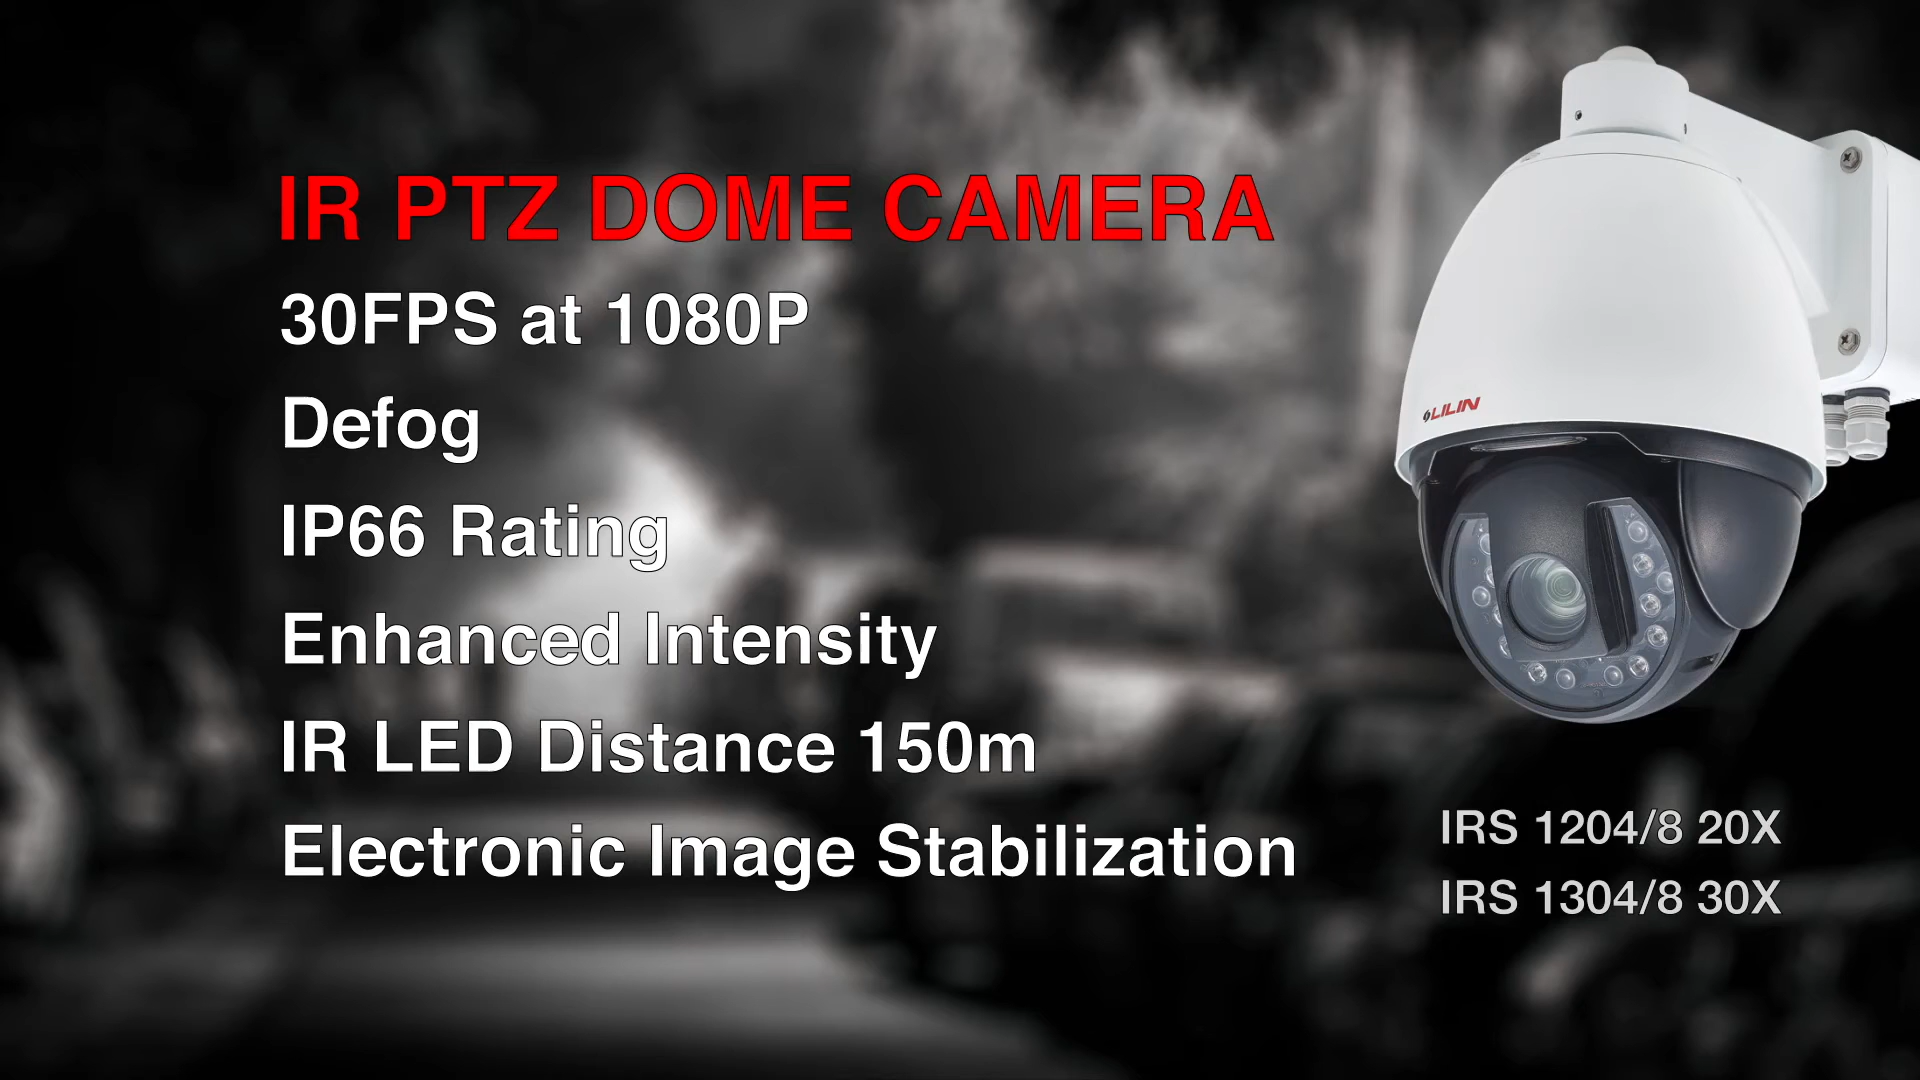 IR PTZ DOME CAMERA
30FPS at 1080P
Defog
IP66 Rating
Enhanced Intensity
IR LED Distance 150m
Electronic Image Stabilization
LILIN
IRS 1204/8 20X
IRS 1304/8 30X